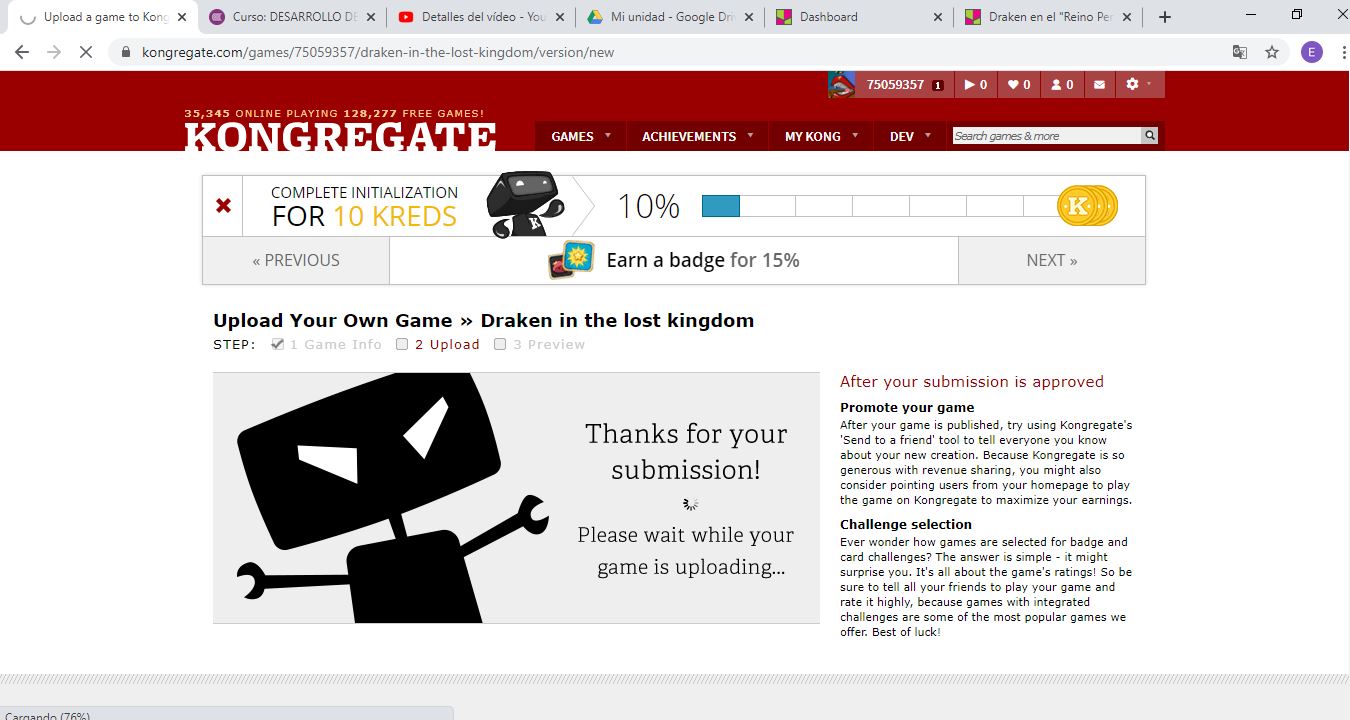 Upload a game to Kong
Curso: DESARROLLO DE
Detalles del vídeo - You
Mi unidad - Google Driv
Dashboard
Draken en el "Reino Per
kongregate.com/games/75059357/draken-in-the-lost-kingdom/version/new
E
75059357 1 0 0 0
35,345 ONLINE PLAYING 128,277 FREE GAMES!
KONGREGATE
GAMES ACHIEVEMENTS MY KONG DEV Search games & more
COMPLETE INITIALIZATION
FOR 10 KREDS
K
10%
K
« PREVIOUS
Earn a badge for 15%
NEXT »
Upload Your Own Game » Draken in the lost kingdom
STEP: 1 Game Info 2 Upload 3 Preview
Thanks for your
submission!
Please wait while your
game is uploading...
After your submission is approved
Promote your game
After your game is published, try using Kongregate's
'Send to a friend' tool to tell everyone you know
about your new creation. Because Kongregate is so
generous with revenue sharing, you might also
consider pointing users from your homepage to play
the game on Kongregate to maximize your earnings.
Challenge selection
Ever wonder how games are selected for badge and
card challenges? The answer is simple - it might
surprise you. It's all about the game's ratings! So be
sure to tell all your friends to play your game and
rate it highly, because games with integrated
challenges are some of the most popular games we
offer. Best of luck!
Cargando (76%)